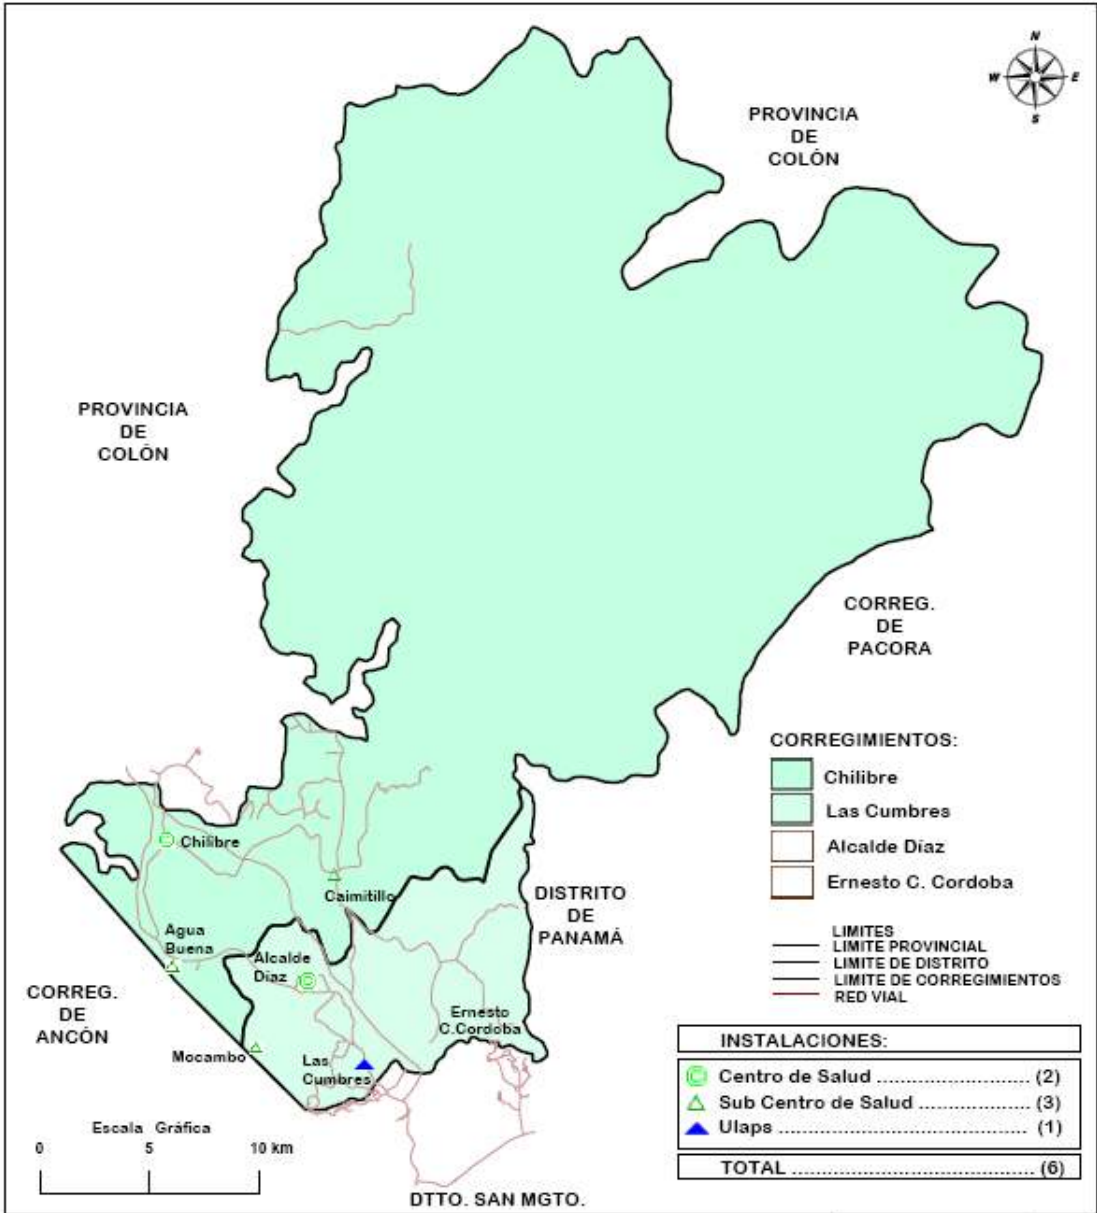 N
W E
S
PROVINCIA
DE
COLÓN
PROVINCIA
DE
COLÓN
CORREG.
DE
PACORA
CORREGIMIENTOS:
Chilibre
Las Cumbres
Alcalde Díaz
Ernesto C. Cordoba
LIMITES
LIMITE PROVINCIAL
LIMITE DE DISTRITO
LIMITE DE CORREGIMIENTOS
RED VIAL
Chilibre
Caimitillo
DISTRITO
DE
PANAMÁ
Agua
Buena
Alcalde
Díaz
CORREG.
DE
ANCÓN
Ernesto
C.Cordoba
Mocambo
Las
Cumbres
INSTALACIONES:
Centro de Salud ........................ (2)
Sub Centro de Salud ................ (3)
Ulaps ........................................ (1)
TOTAL ........................................ (6)
Escala Gráfica
0 5 10 km
DTTO. SAN MGTO.